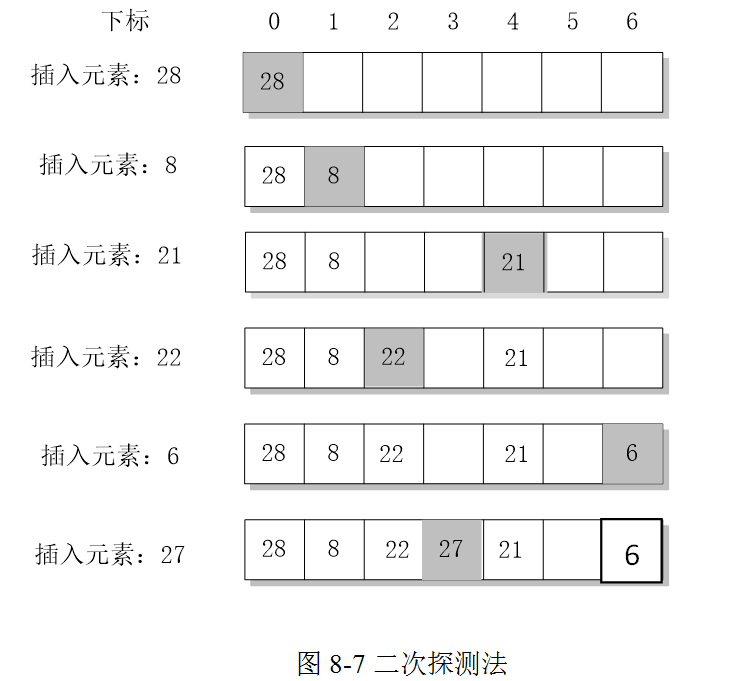 下标 0 1 2 3 4 5 6
插入元素：28 28
插入元素：8 28 8
插入元素：21 28 8 21
插入元素：22 28 8 22 21
插入元素：6 28 8 22 21 6
插入元素：27 28 8 22 27 21 6
图 8-7 二次探测法